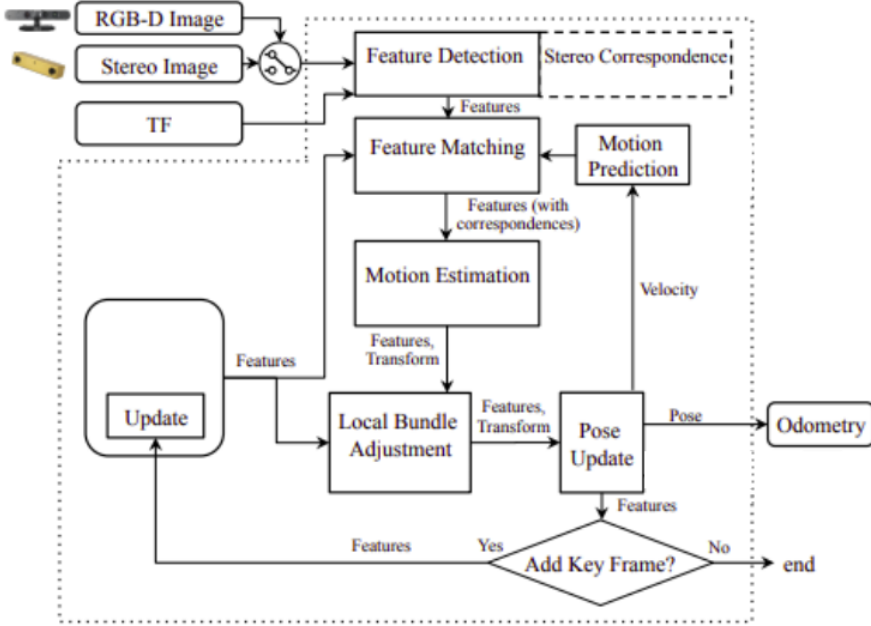 RGB-D Image
Stereo Image
TF
Feature Detection
Stereo Correspondence
Features
Feature Matching
Motion
Prediction
Features (with
correspondences)
Motion Estimation
Velocity
Features
Features,
Transform
Update
Local Bundle
Adjustment
Features,
Transform
Pose
Update
Pose
Odometry
Features
Features
Yes
Add Key Frame?
No
end